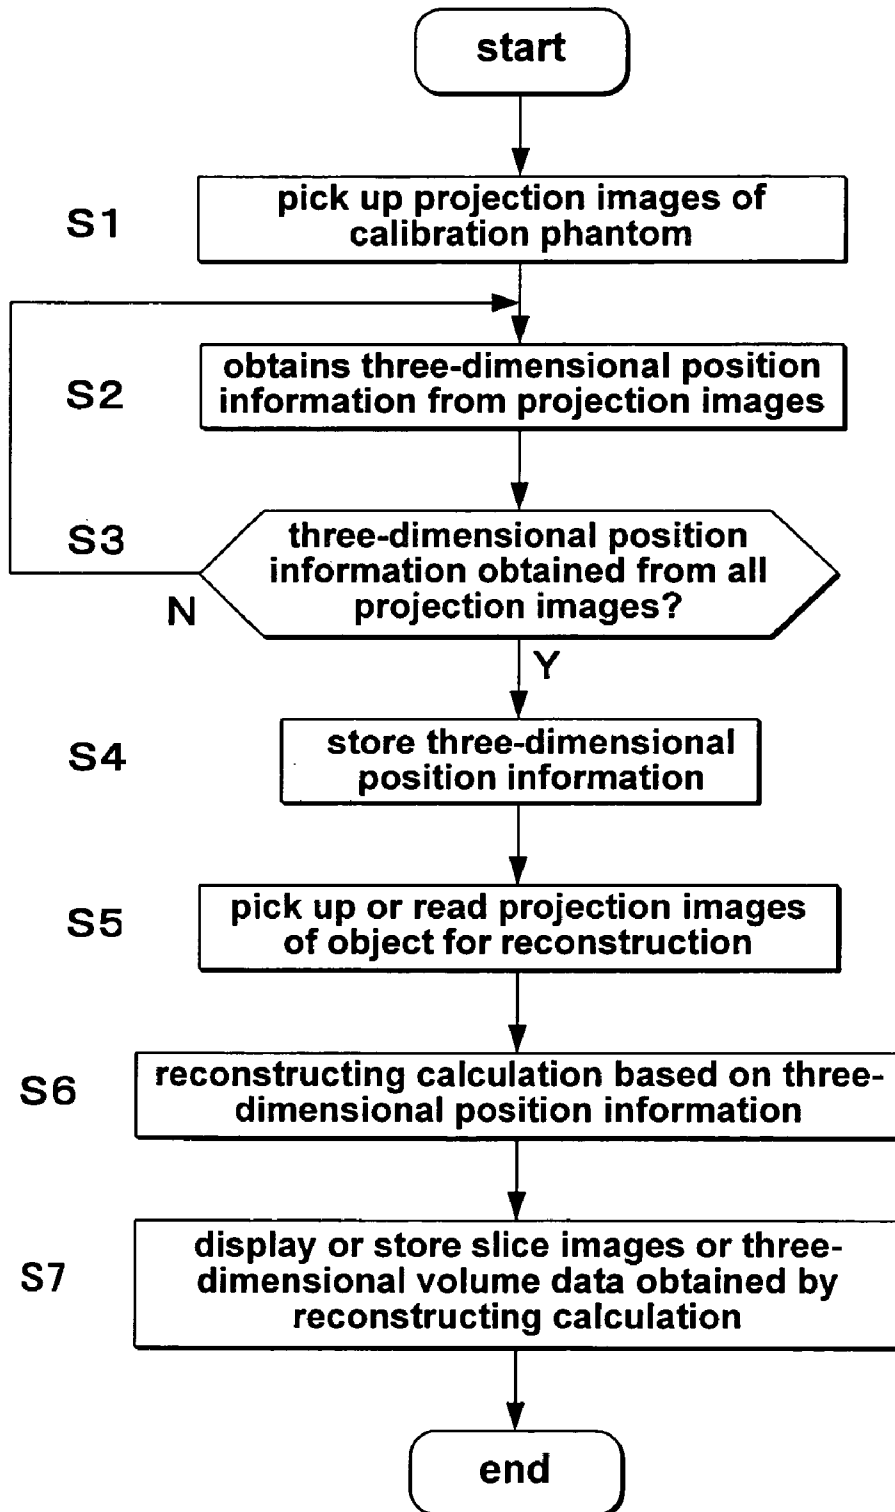 start
S1
pick up projection images of
calibration phantom
S2
obtains three-dimensional position
information from projection images
S3
three-dimensional position
information obtained from all
projection images?
N
Y
S4
store three-dimensional
position information
S5
pick up or read projection images
of object for reconstruction
S6
reconstructing calculation based on three-
dimensional position information
S7
display or store slice images or three-
dimensional volume data obtained by
reconstructing calculation
end